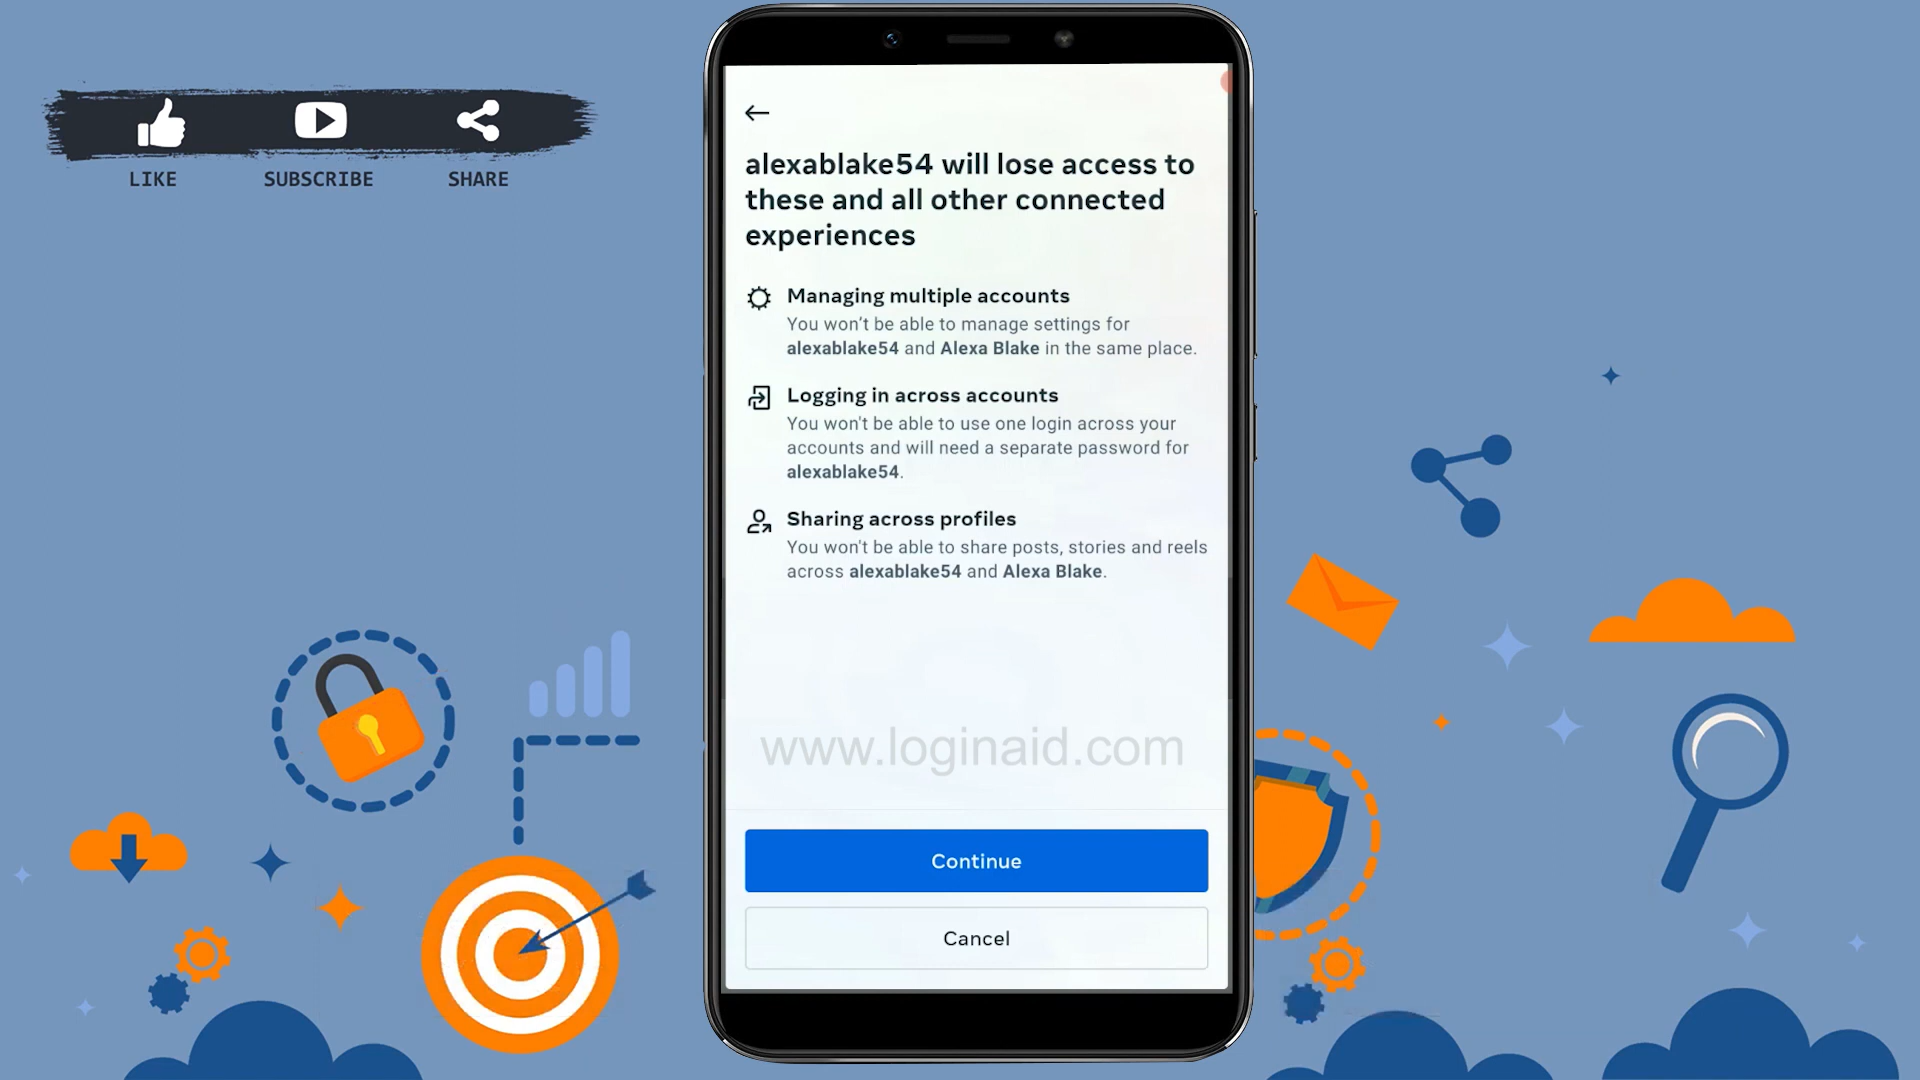 LIKE SUBSCRIBE SHARE
alexablake54 will lose access to
these and all other connected
experiences
Managing multiple accounts
You won't be able to manage settings for
alexablake54 and Alexa Blake in the same place.
Logging in across accounts
You won't be able to use one login across your
accounts and will need a separate password for
alexablake54.
Sharing across profiles
You won't be able to share posts, stories and reels
across alexablake54 and Alexa Blake.
www.loginaid.com
Continue
Cancel